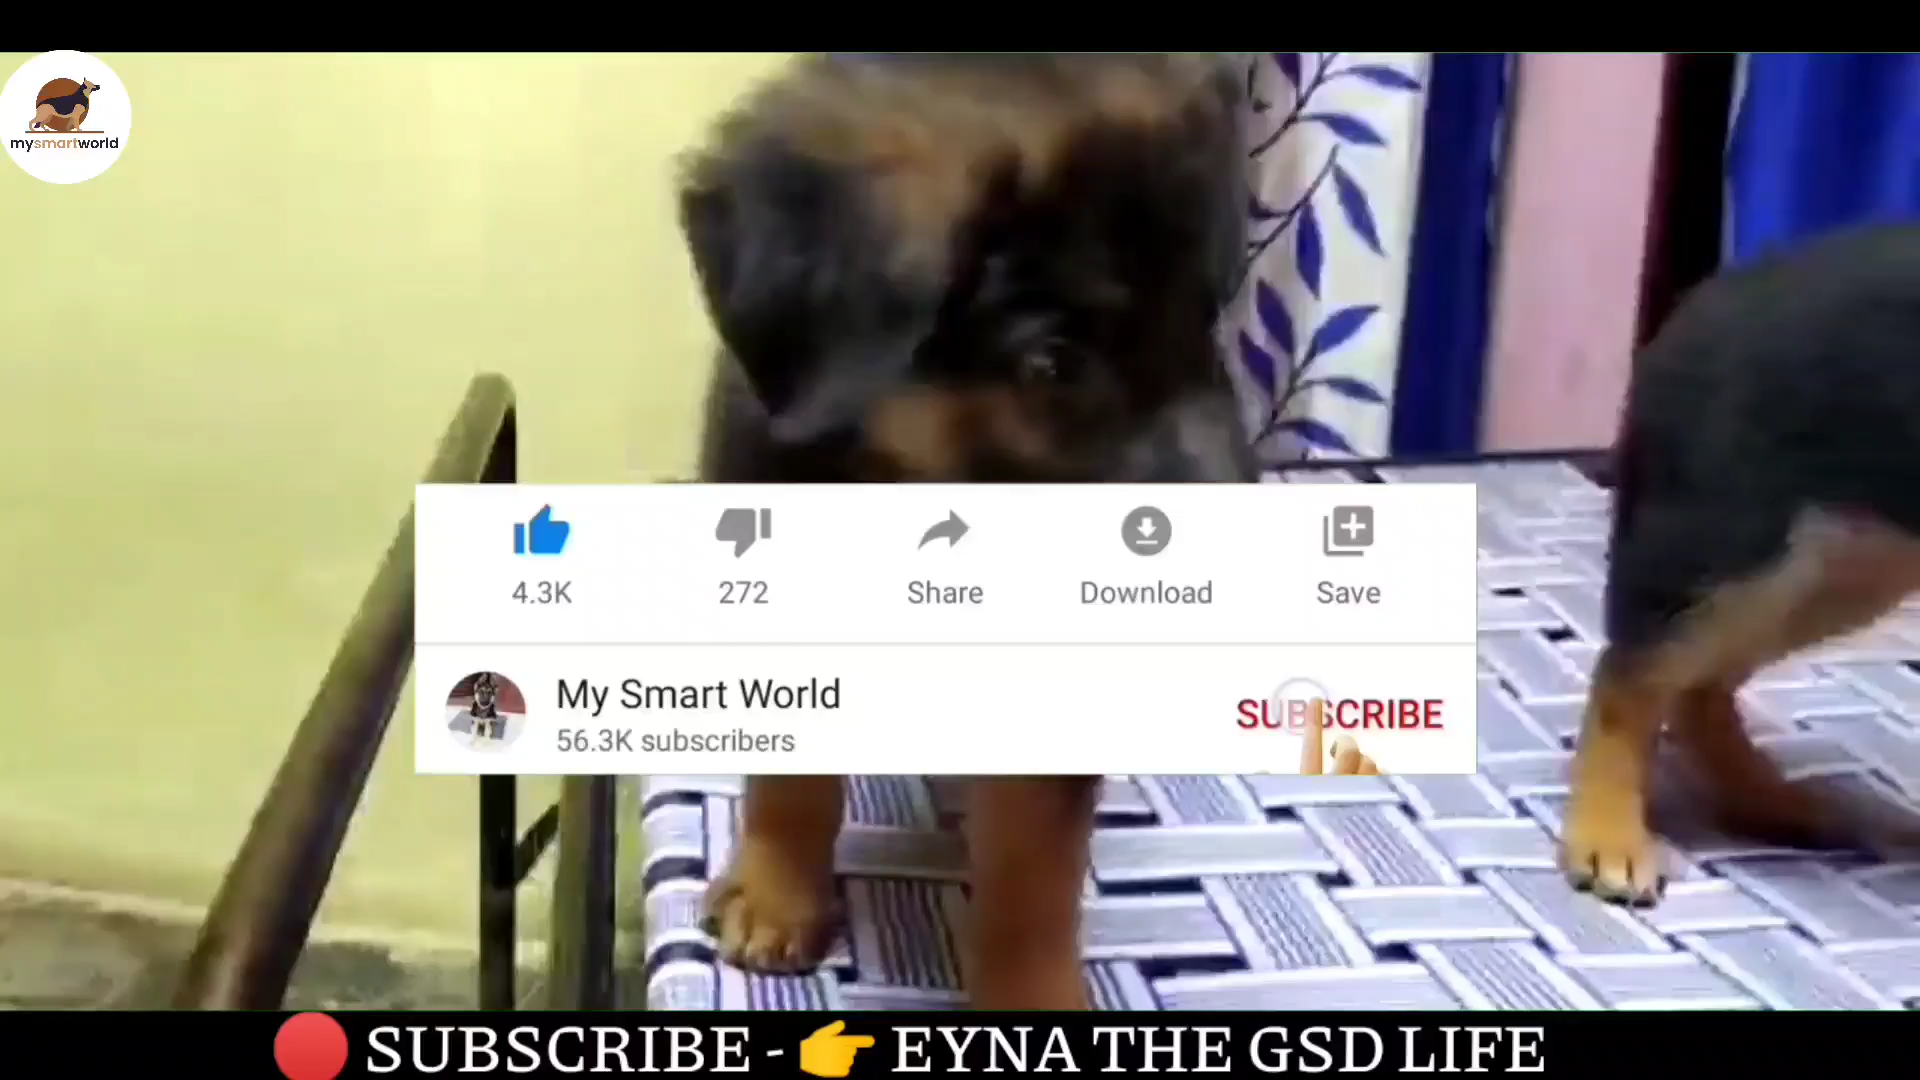 mysmartworld
4.3K
272
Share
Download
Save
My Smart World
56.3K subscribers
SUBSCRIBE
SUBSCRIBE - EYNA THE GSD LIFE